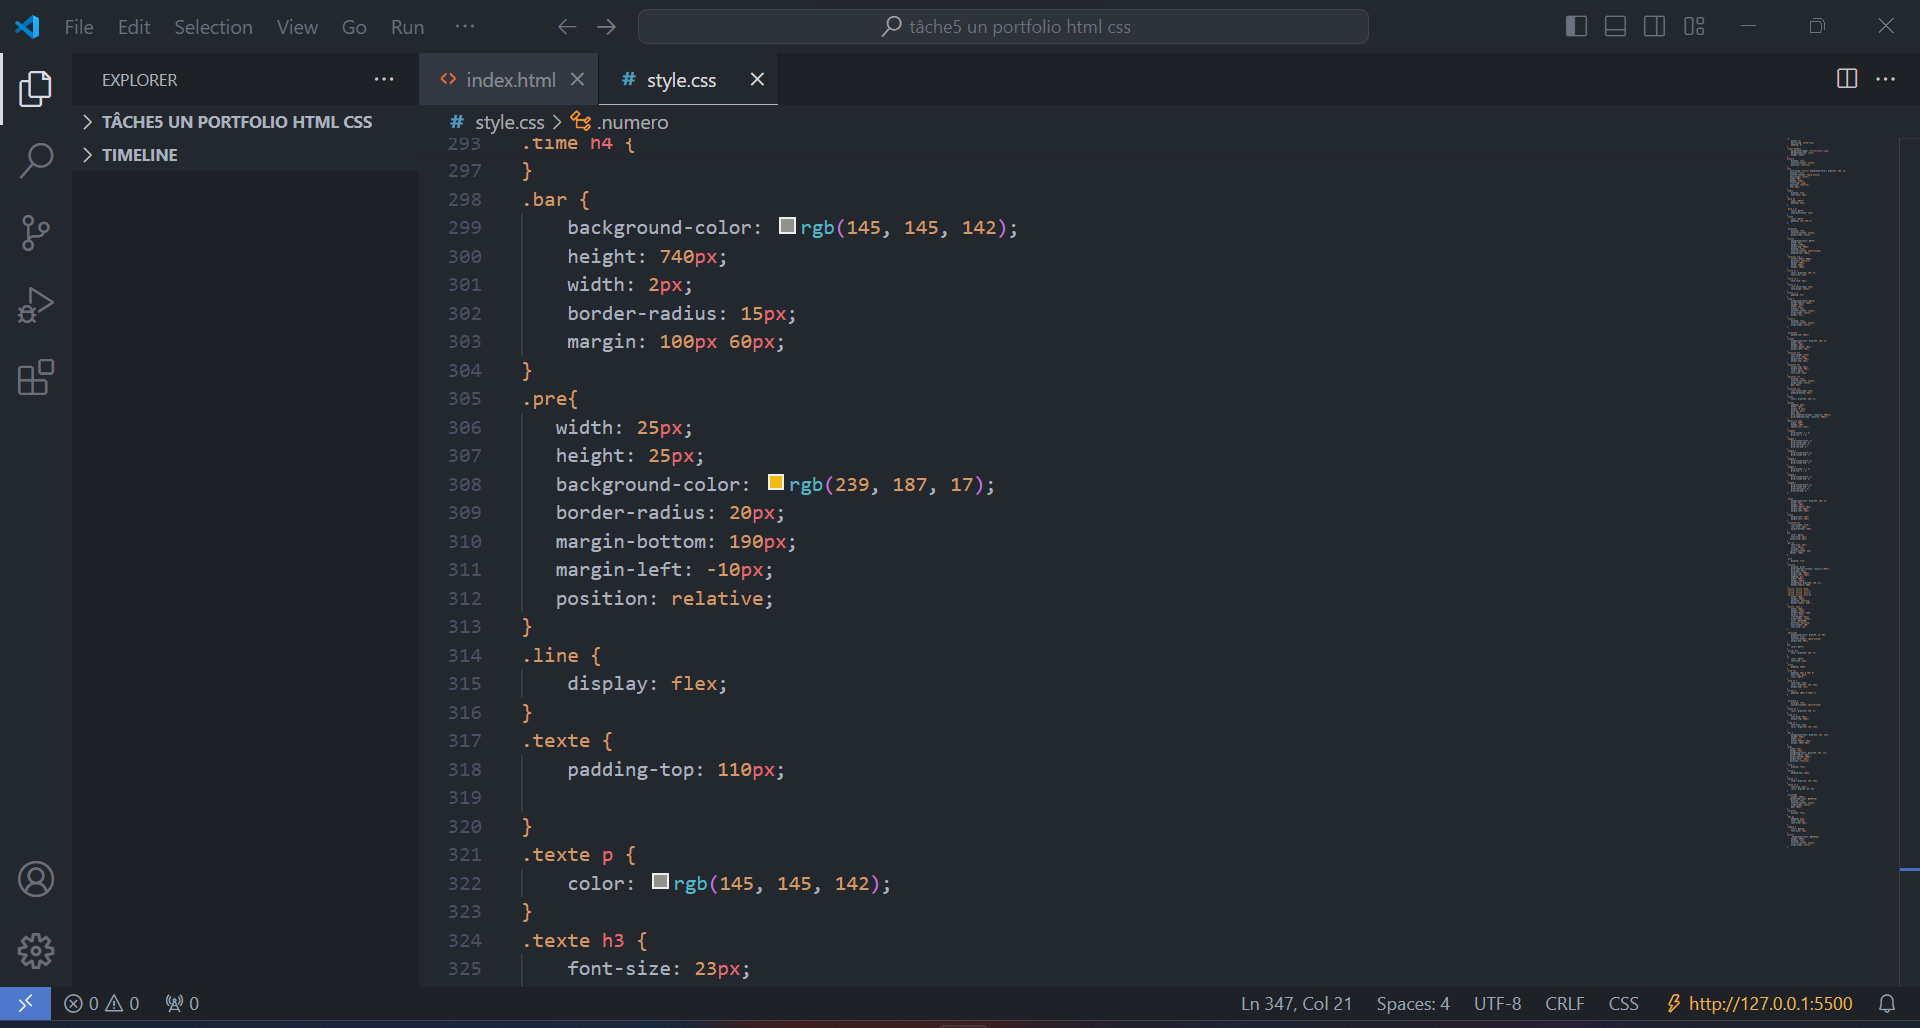 File Edit Selection View Go Run ··· tâche5 un portfolio html css
EXPLORER ··· index.html style.css ···
TÂCHE5 UN PORTFOLIO HTML CSS
TIMELINE
# style.css > .numero
293 .time h4 {
297 }
298 .bar {
299 background-color: rgb(145, 145, 142);
300 height: 740px;
301 width: 2px;
302 border-radius: 15px;
303 margin: 100px 60px;
304 }
305 .pre{
306 width: 25px;
307 height: 25px;
308 background-color: rgb(239, 187, 17);
309 border-radius: 20px;
310 margin-bottom: 190px;
311 margin-left: -10px;
312 position: relative;
313 }
314 .line {
315 display: flex;
316 }
317 .texte {
318 padding-top: 110px;
319
320 }
321 .texte p {
322 color: rgb(145, 145, 142);
323 }
324 .texte h3 {
325 font-size: 23px;
0 0 0 Ln 347, Col 21 Spaces: 4 UTF-8 CRLF CSS http://127.0.0.1:5500